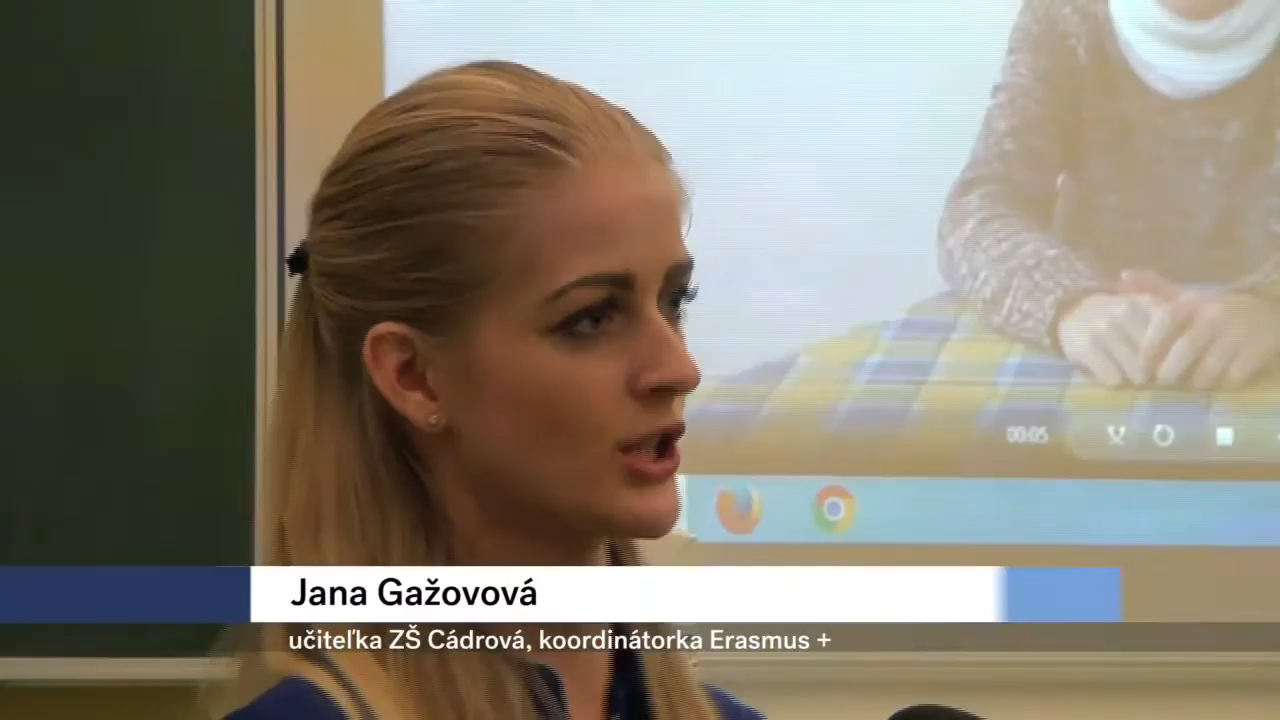 00:05
Jana Gažovová
učiteľka ZŠ Cádrová, koordinátorka Erasmus +